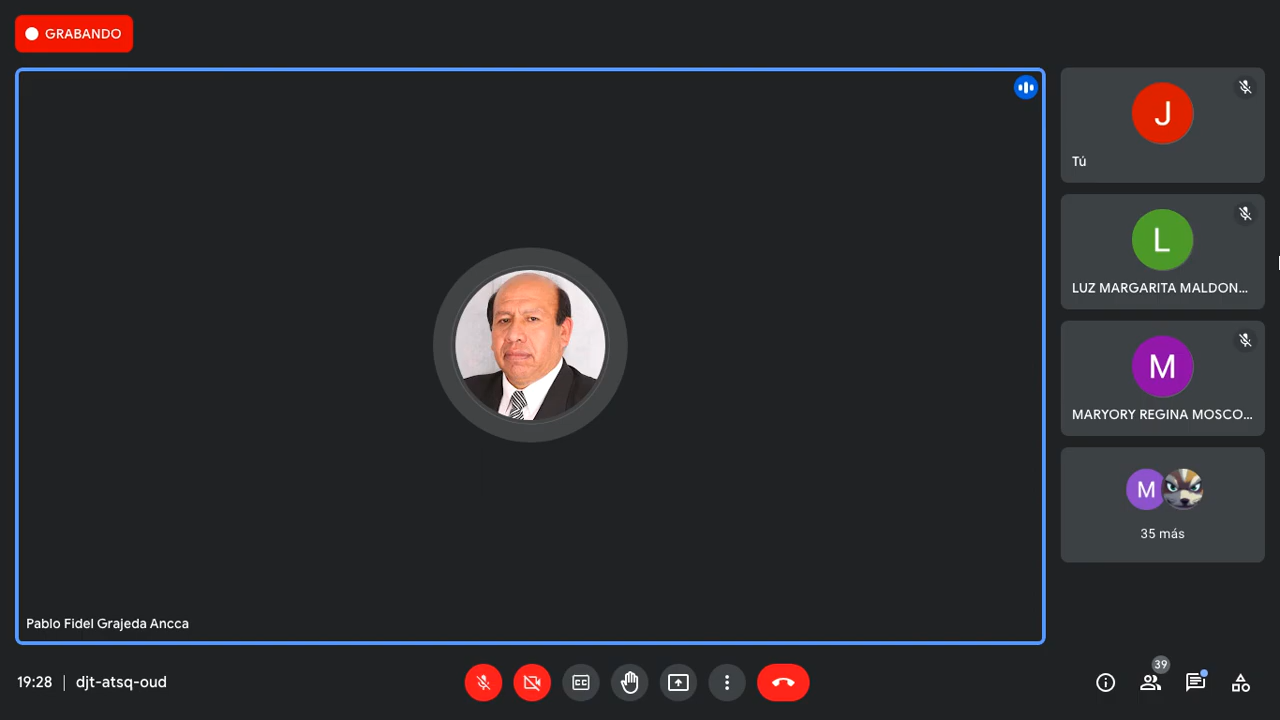 GRABANDO
J
Tú
L
LUZ MARGARITA MALDON...
M
MARYORY REGINA MOSCO...
M
35 más
Pablo Fidel Grajeda Ancca
19:28 | djt-atsq-oud
CC
39